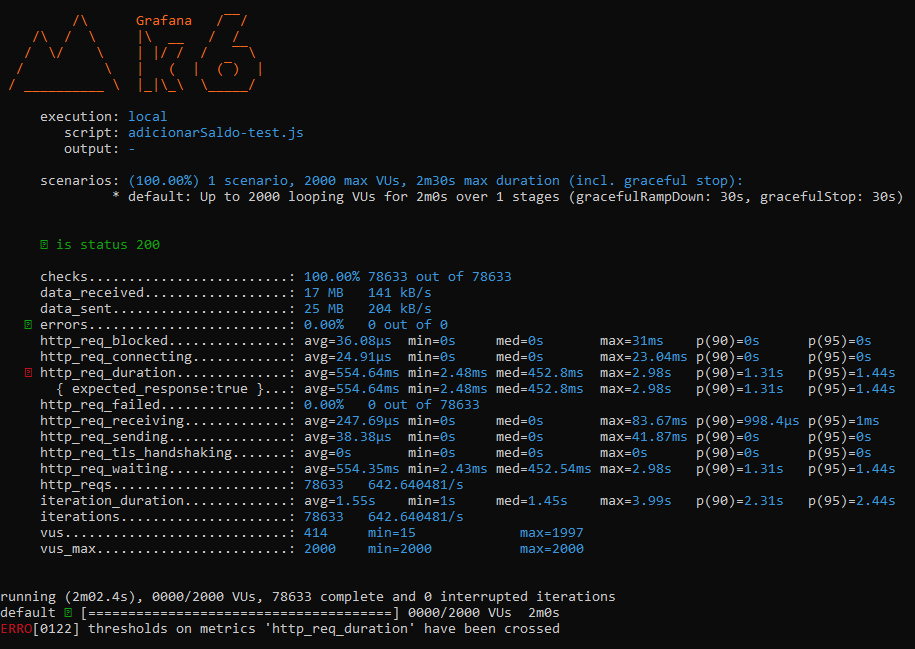 Grafana
execution: local
script: adicionarSaldo-test.js
output: -
scenarios: (100.00%) 1 scenario, 2000 max VUs, 2m30s max duration (incl. graceful stop):
* default: Up to 2000 looping VUs for 2m0s over 1 stages (gracefulRampDown: 30s, gracefulStop: 30s)
is status 200
checks.........................: 100.00% 78633 out of 78633
data_received..................: 17 MB 141 kB/s
data_sent......................: 25 MB 204 kB/s
errors.........................: 0.00% 0 out of 0
http_req_blocked...............: avg=36.08µs min=0s med=0s max=31ms p(90)=0s p(95)=0s
http_req_connecting............: avg=24.91µs min=0s med=0s max=23.04ms p(90)=0s p(95)=0s
http_req_duration..............: avg=554.64ms min=2.48ms med=452.8ms max=2.98s p(90)=1.31s p(95)=1.44s
{ expected_response:true }...: avg=554.64ms min=2.48ms med=452.8ms max=2.98s p(90)=1.31s p(95)=1.44s
http_req_failed................: 0.00% 0 out of 78633
http_req_receiving.............: avg=247.69µs min=0s med=0s max=83.67ms p(90)=998.4µs p(95)=1ms
http_req_sending...............: avg=38.38µs min=0s med=0s max=41.87ms p(90)=0s p(95)=0s
http_req_tls_handshaking.......: avg=0s min=0s med=0s max=0s p(90)=0s p(95)=0s
http_req_waiting...............: avg=554.35ms min=2.43ms med=452.54ms max=2.98s p(90)=1.31s p(95)=1.44s
http_reqs......................: 78633 642.640481/s
iteration_duration.............: avg=1.55s min=1s med=1.45s max=3.99s p(90)=2.31s p(95)=2.44s
iterations.....................: 78633 642.640481/s
vus............................: 414 min=15 max=1997
vus_max........................: 2000 min=2000 max=2000
running (2m02.4s), 0000/2000 VUs, 78633 complete and 0 interrupted iterations
default [======================================] 0000/2000 VUs 2m0s
ERRO[0122] thresholds on metrics 'http_req_duration' have been crossed